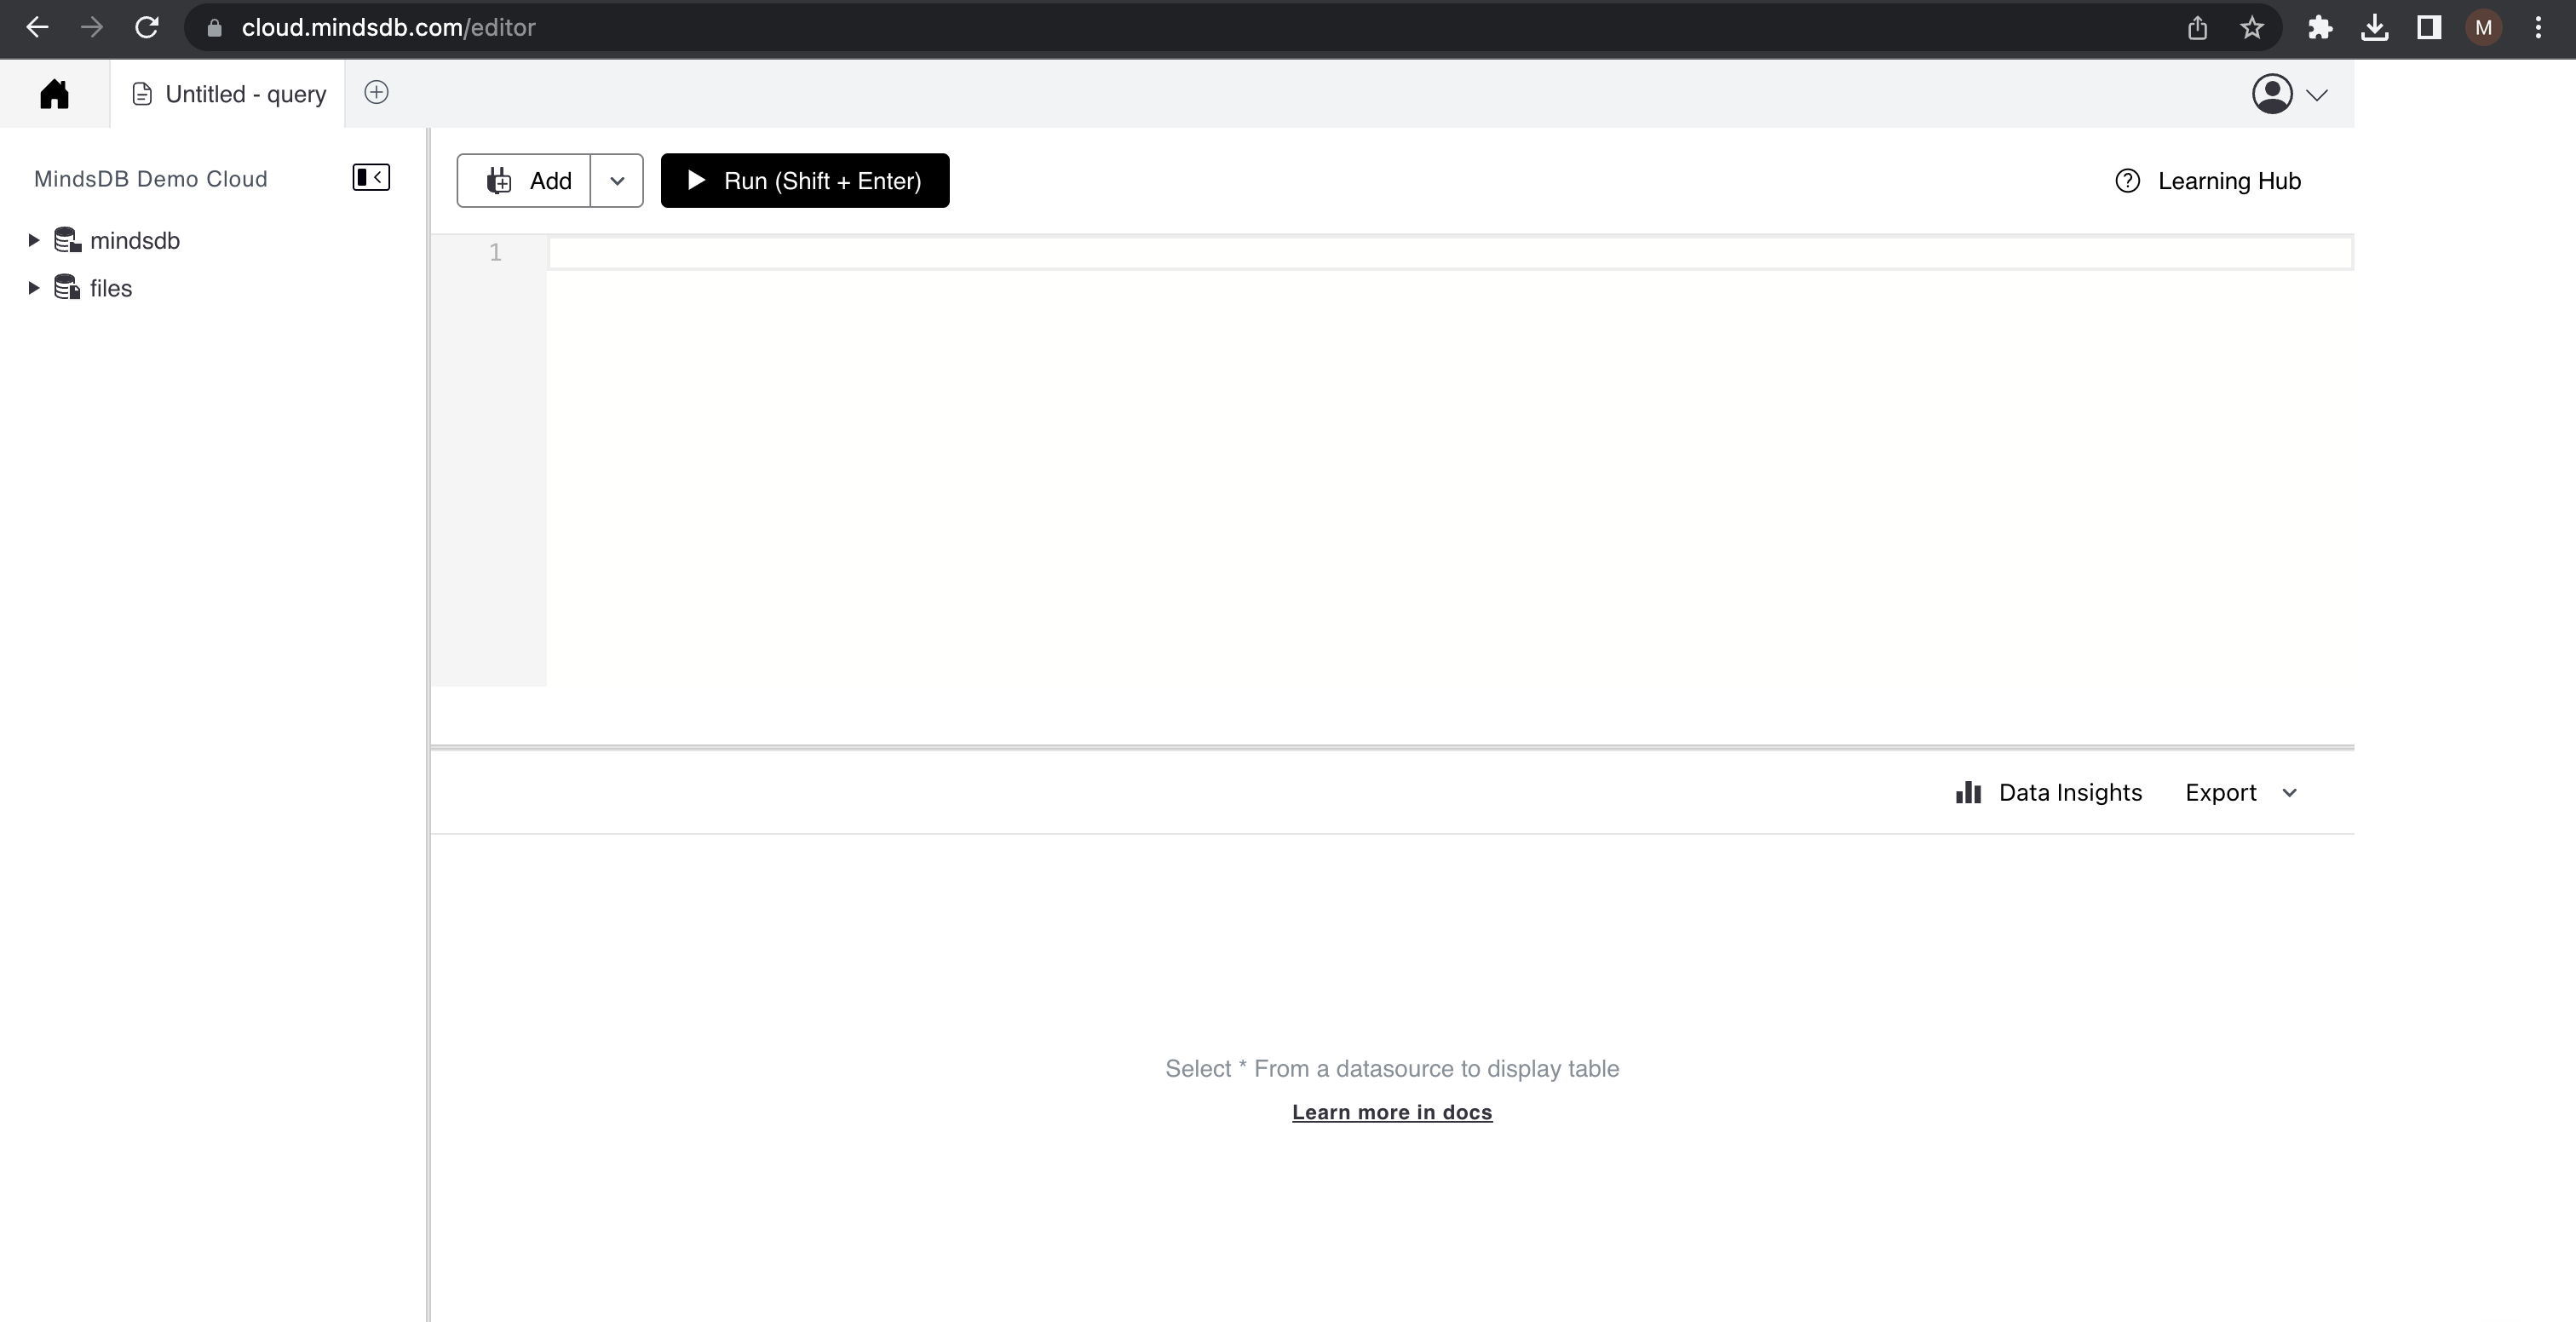 cloud.mindsdb.com/editor
M
Untitled - query
MindsDB Demo Cloud
mindsdb
files
Add
Run (Shift + Enter)
Learning Hub
1
Data Insights
Export
Select * From a datasource to display table
Learn more in docs